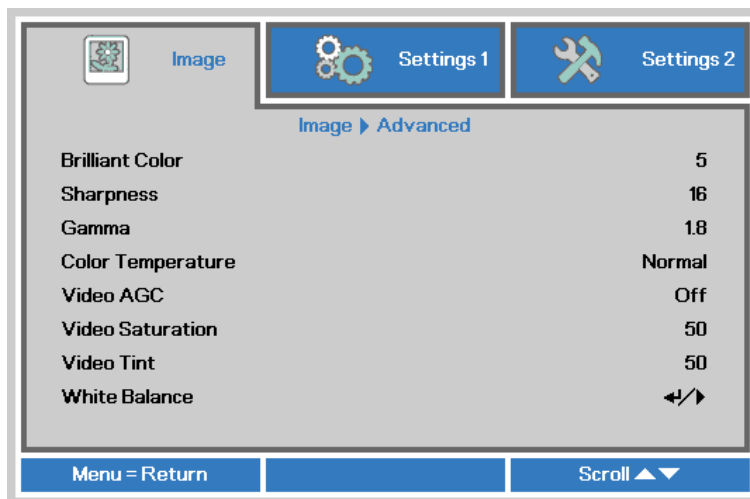 Image Settings 1 Settings 2
Image ▶ Advanced
Brilliant Color 5
Sharpness 16
Gamma 1.8
Color Temperature Normal
Video AGC Off
Video Saturation 50
Video Tint 50
White Balance ↵/▶
Menu = Return Scroll ▲▼